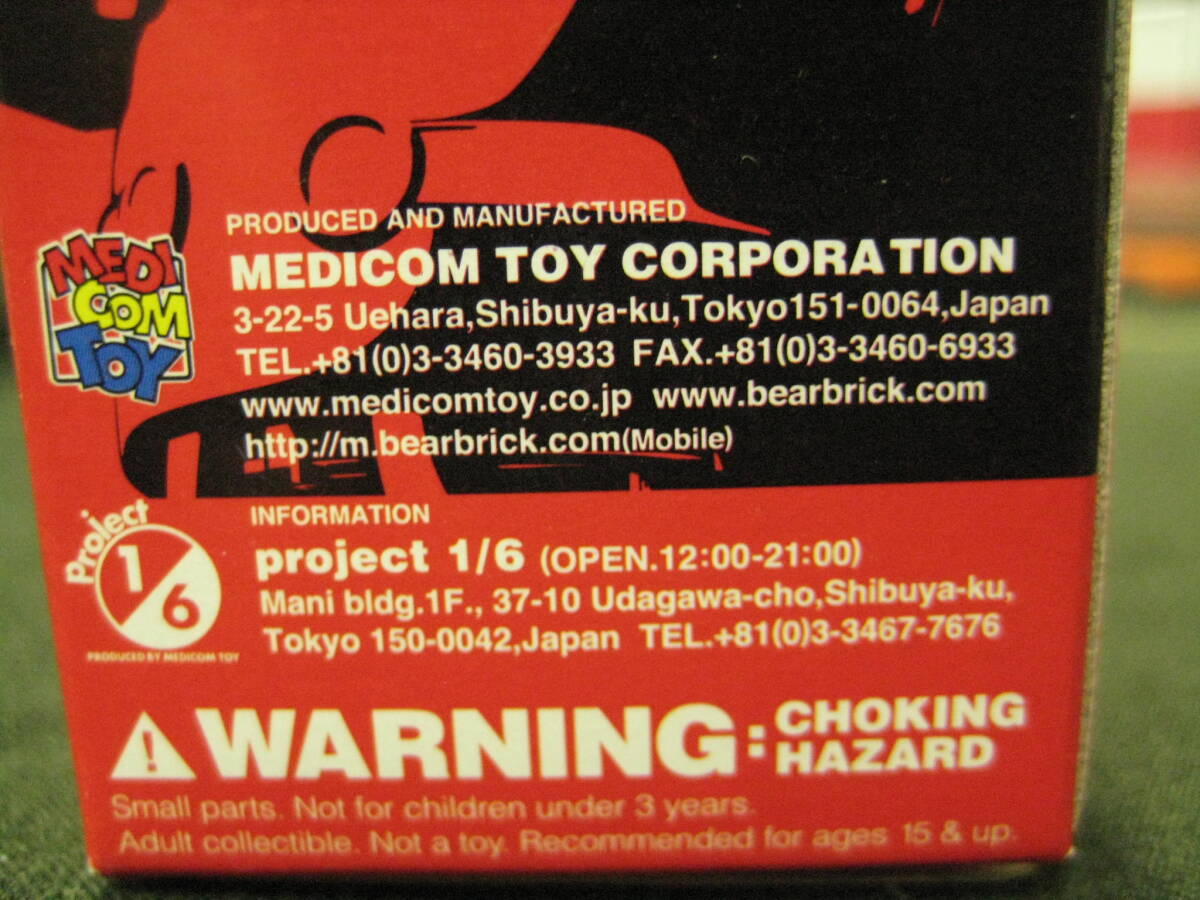 PRODUCED AND MANUFACTURED
MEDICOM TOY CORPORATION
3-22-5 Uehara,Shibuya-ku,Tokyo151-0064,Japan
TEL.+81(0)3-3460-3933 FAX.+81(0)3-3460-6933
www.medicomtoy.co.jp www.bearbrick.com
http://m.bearbrick.com(Mobile)
MEDI
COM
TOY
INFORMATION
project 1/6 (OPEN.12:00-21:00)
Mani bldg.1F., 37-10 Udagawa-cho,Shibuya-ku,
Tokyo 150-0042,Japan TEL.+81(0)3-3467-7676
Project
1/6
PRODUCED BY MEDICOM TOY
WARNING: CHOKING
HAZARD
Small parts. Not for children under 3 years.
Adult collectible. Not a toy. Recommended for ages 15 & up.